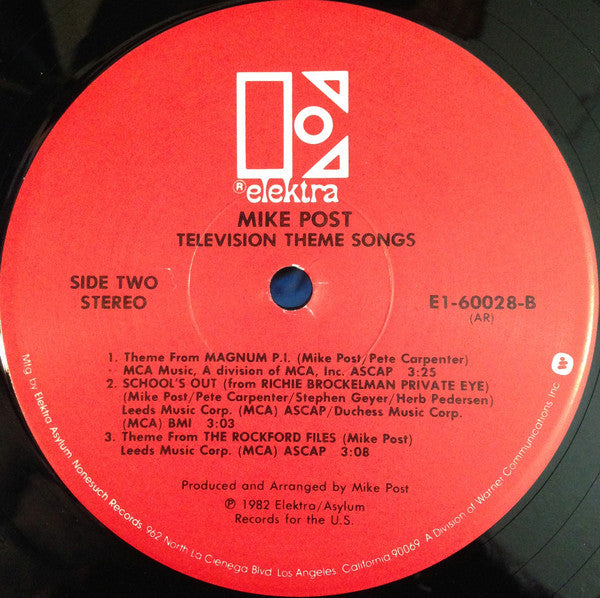 ® elektra
MIKE POST
TELEVISION THEME SONGS
SIDE TWO
STEREO
E1-60028-B
(AR)
1. Theme From MAGNUM P.I. (Mike Post/Pete Carpenter)
MCA Music, A division of MCA, Inc. ASCAP 3:25
2. SCHOOL'S OUT (from RICHIE BROCKELMAN PRIVATE EYE)
(Mike Post/Pete Carpenter/Stephen Geyer/Herb Pedersen)
Leeds Music Corp. (MCA) ASCAP/Duchess Music Corp.
(MCA) BMI 3:03
3. Theme From THE ROCKFORD FILES (Mike Post)
Leeds Music Corp. (MCA) ASCAP 3:08
Produced and Arranged by Mike Post
℗ 1982 Elektra/Asylum
Records for the U.S.
Mfg by Elektra Asylum Nonesuch Records, 962 North La Cienega Blvd. Los Angeles, California 90069 A Division of Warner Communications Inc